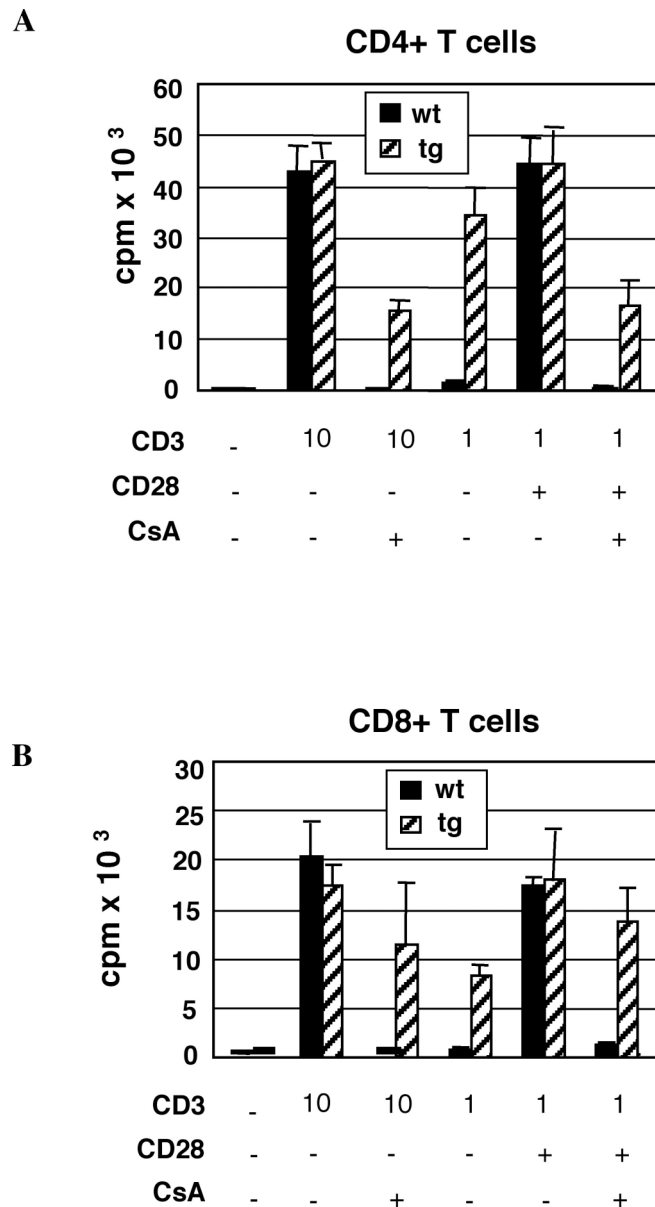 A
CD4+ T cells
60
50
40
30
20
10
0
cpm x 10 3
wt
tg
CD3 - 10 10 1 1 1
CD28 - - - - + +
CsA - - + - - +
CD8+ T cells
B
30
25
20
15
10
5
0
cpm x 10 3
wt
tg
CD3 - 10 10 1 1 1
CD28 - - - - + +
CsA - - + - - +